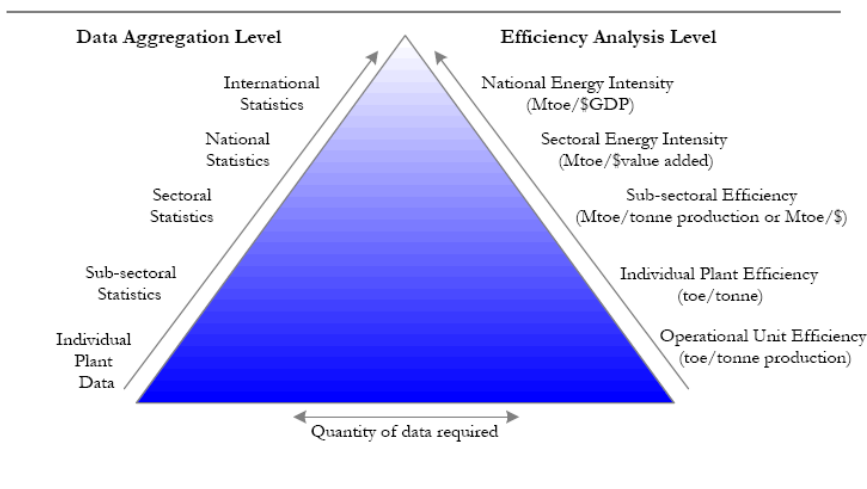 Data Aggregation Level
Efficiency Analysis Level
International
Statistics
National
Statistics
Sectoral
Statistics
Sub-sectoral
Statistics
Individual
Plant
Data
National Energy Intensity
(Mtoe/$GDP)
Sectoral Energy Intensity
(Mtoe/$value added)
Sub-sectoral Efficiency
(Mtoe/tonne production or Mtoe/$)
Individual Plant Efficiency
(toe/tonne)
Operational Unit Efficiency
(toe/tonne production)
Quantity of data required